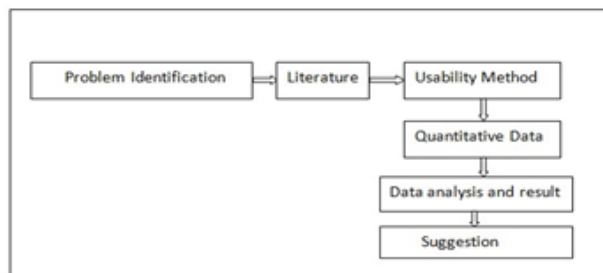 Problem Identification
Literature
Usability Method
Quantitative Data
Data analysis and result
Suggestion